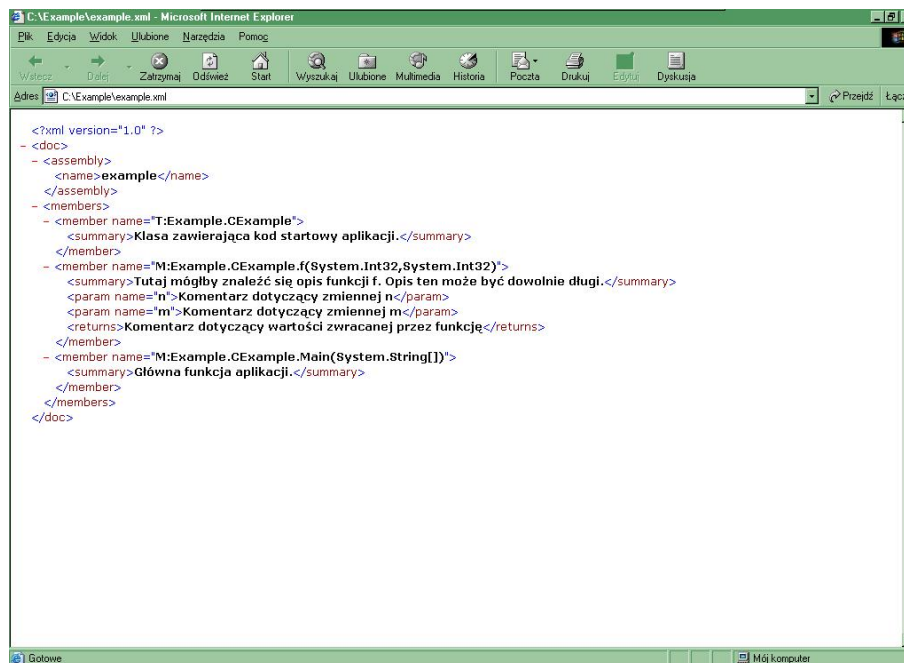 C:\Example\example.xml - Microsoft Internet Explorer
Plik Edycja Widok Ulubione Narzędzia Pomoc
Wstecz Dalej Zatrzymaj Odśwież Start Wyszukaj Ulubione Multimedia Historia Poczta Drukuj Edytuj Dyskusja
Adres C:\Example\example.xml Przejdź Łącz
<?xml version="1.0" ?>
- <doc>
- <assembly>
<name>example</name>
</assembly>
- <members>
- <member name="T:Example.CExample">
<summary>Klasa zawierająca kod startowy aplikacji.</summary>
</member>
- <member name="M:Example.CExample.f(System.Int32,System.Int32)">
<summary>Tutaj mógłby znaleźć się opis funkcji f. Opis ten może być dowolnie długi.</summary>
<param name="n">Komentarz dotyczący zmiennej n</param>
<param name="m">Komentarz dotyczący zmiennej m</param>
<returns>Komentarz dotyczący wartości zwracanej przez funkcję</returns>
</member>
- <member name="M:Example.CExample.Main(System.String[])">
<summary>Główna funkcja aplikacji.</summary>
</member>
</members>
</doc>
Gotowe Mój komputer